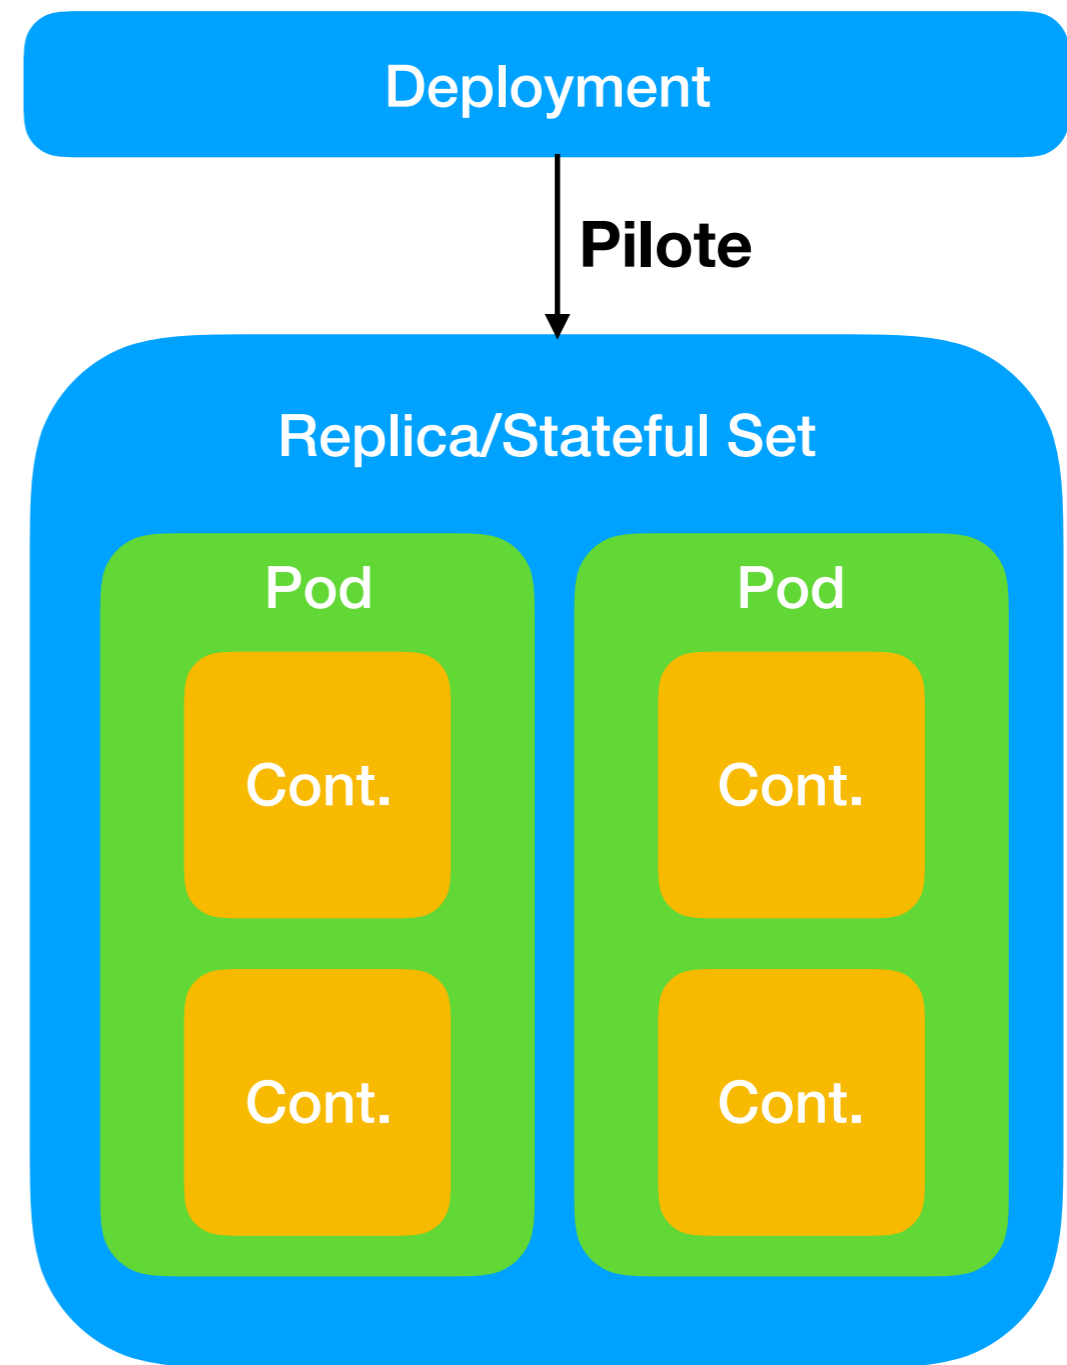 Deployment
Pilote
Replica/Stateful Set
Pod
Pod
Cont.
Cont.
Cont.
Cont.